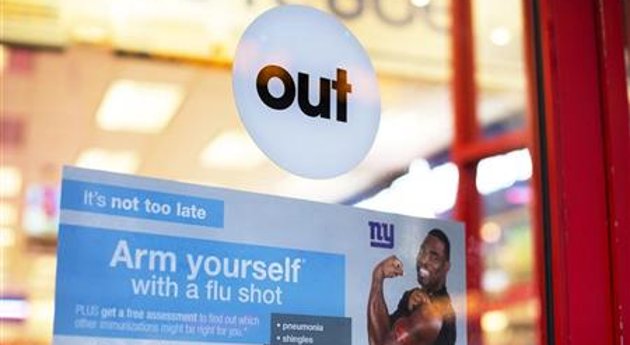 out
it's not too late
Arm yourself*
with a flu shot
PLUS get a free assessment to find out which
other immunizations might be right for you.*
• pneumonia
• shingles
ny